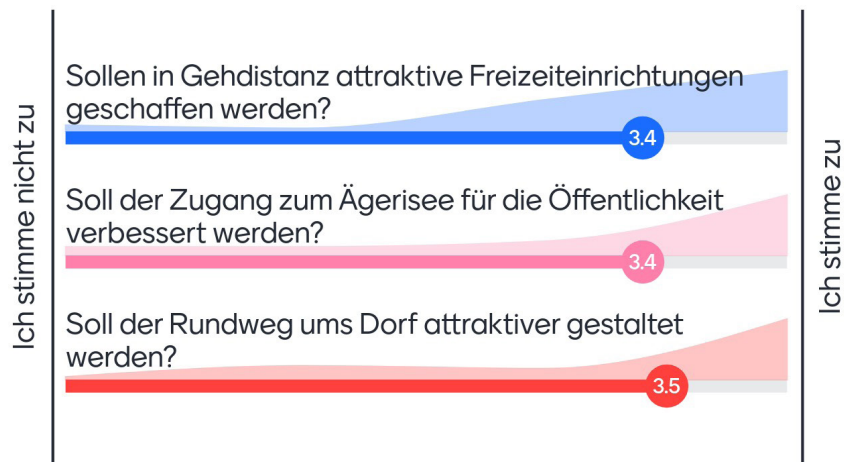 Ich stimme nicht zu
Sollen in Gehdistanz attraktive Freizeiteinrichtungen
geschaffen werden?
3.4
Soll der Zugang zum Ägerisee für die Öffentlichkeit
verbessert werden?
3.4
Soll der Rundweg ums Dorf attraktiver gestaltet
werden?
3.5
Ich stimme zu